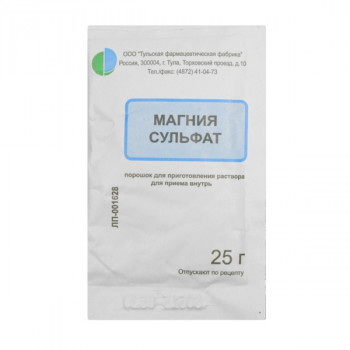 ООО "Тульская фармацевтическая фабрика"
Россия, 300004, г. Тула, Торховский проезд, д.10
Тел./факс: (4872) 41-04-73
МАГНИЯ
СУЛЬФАТ
порошок для приготовления раствора
для приема внутрь
ЛП-001628
25 г
Отпускают по рецепту